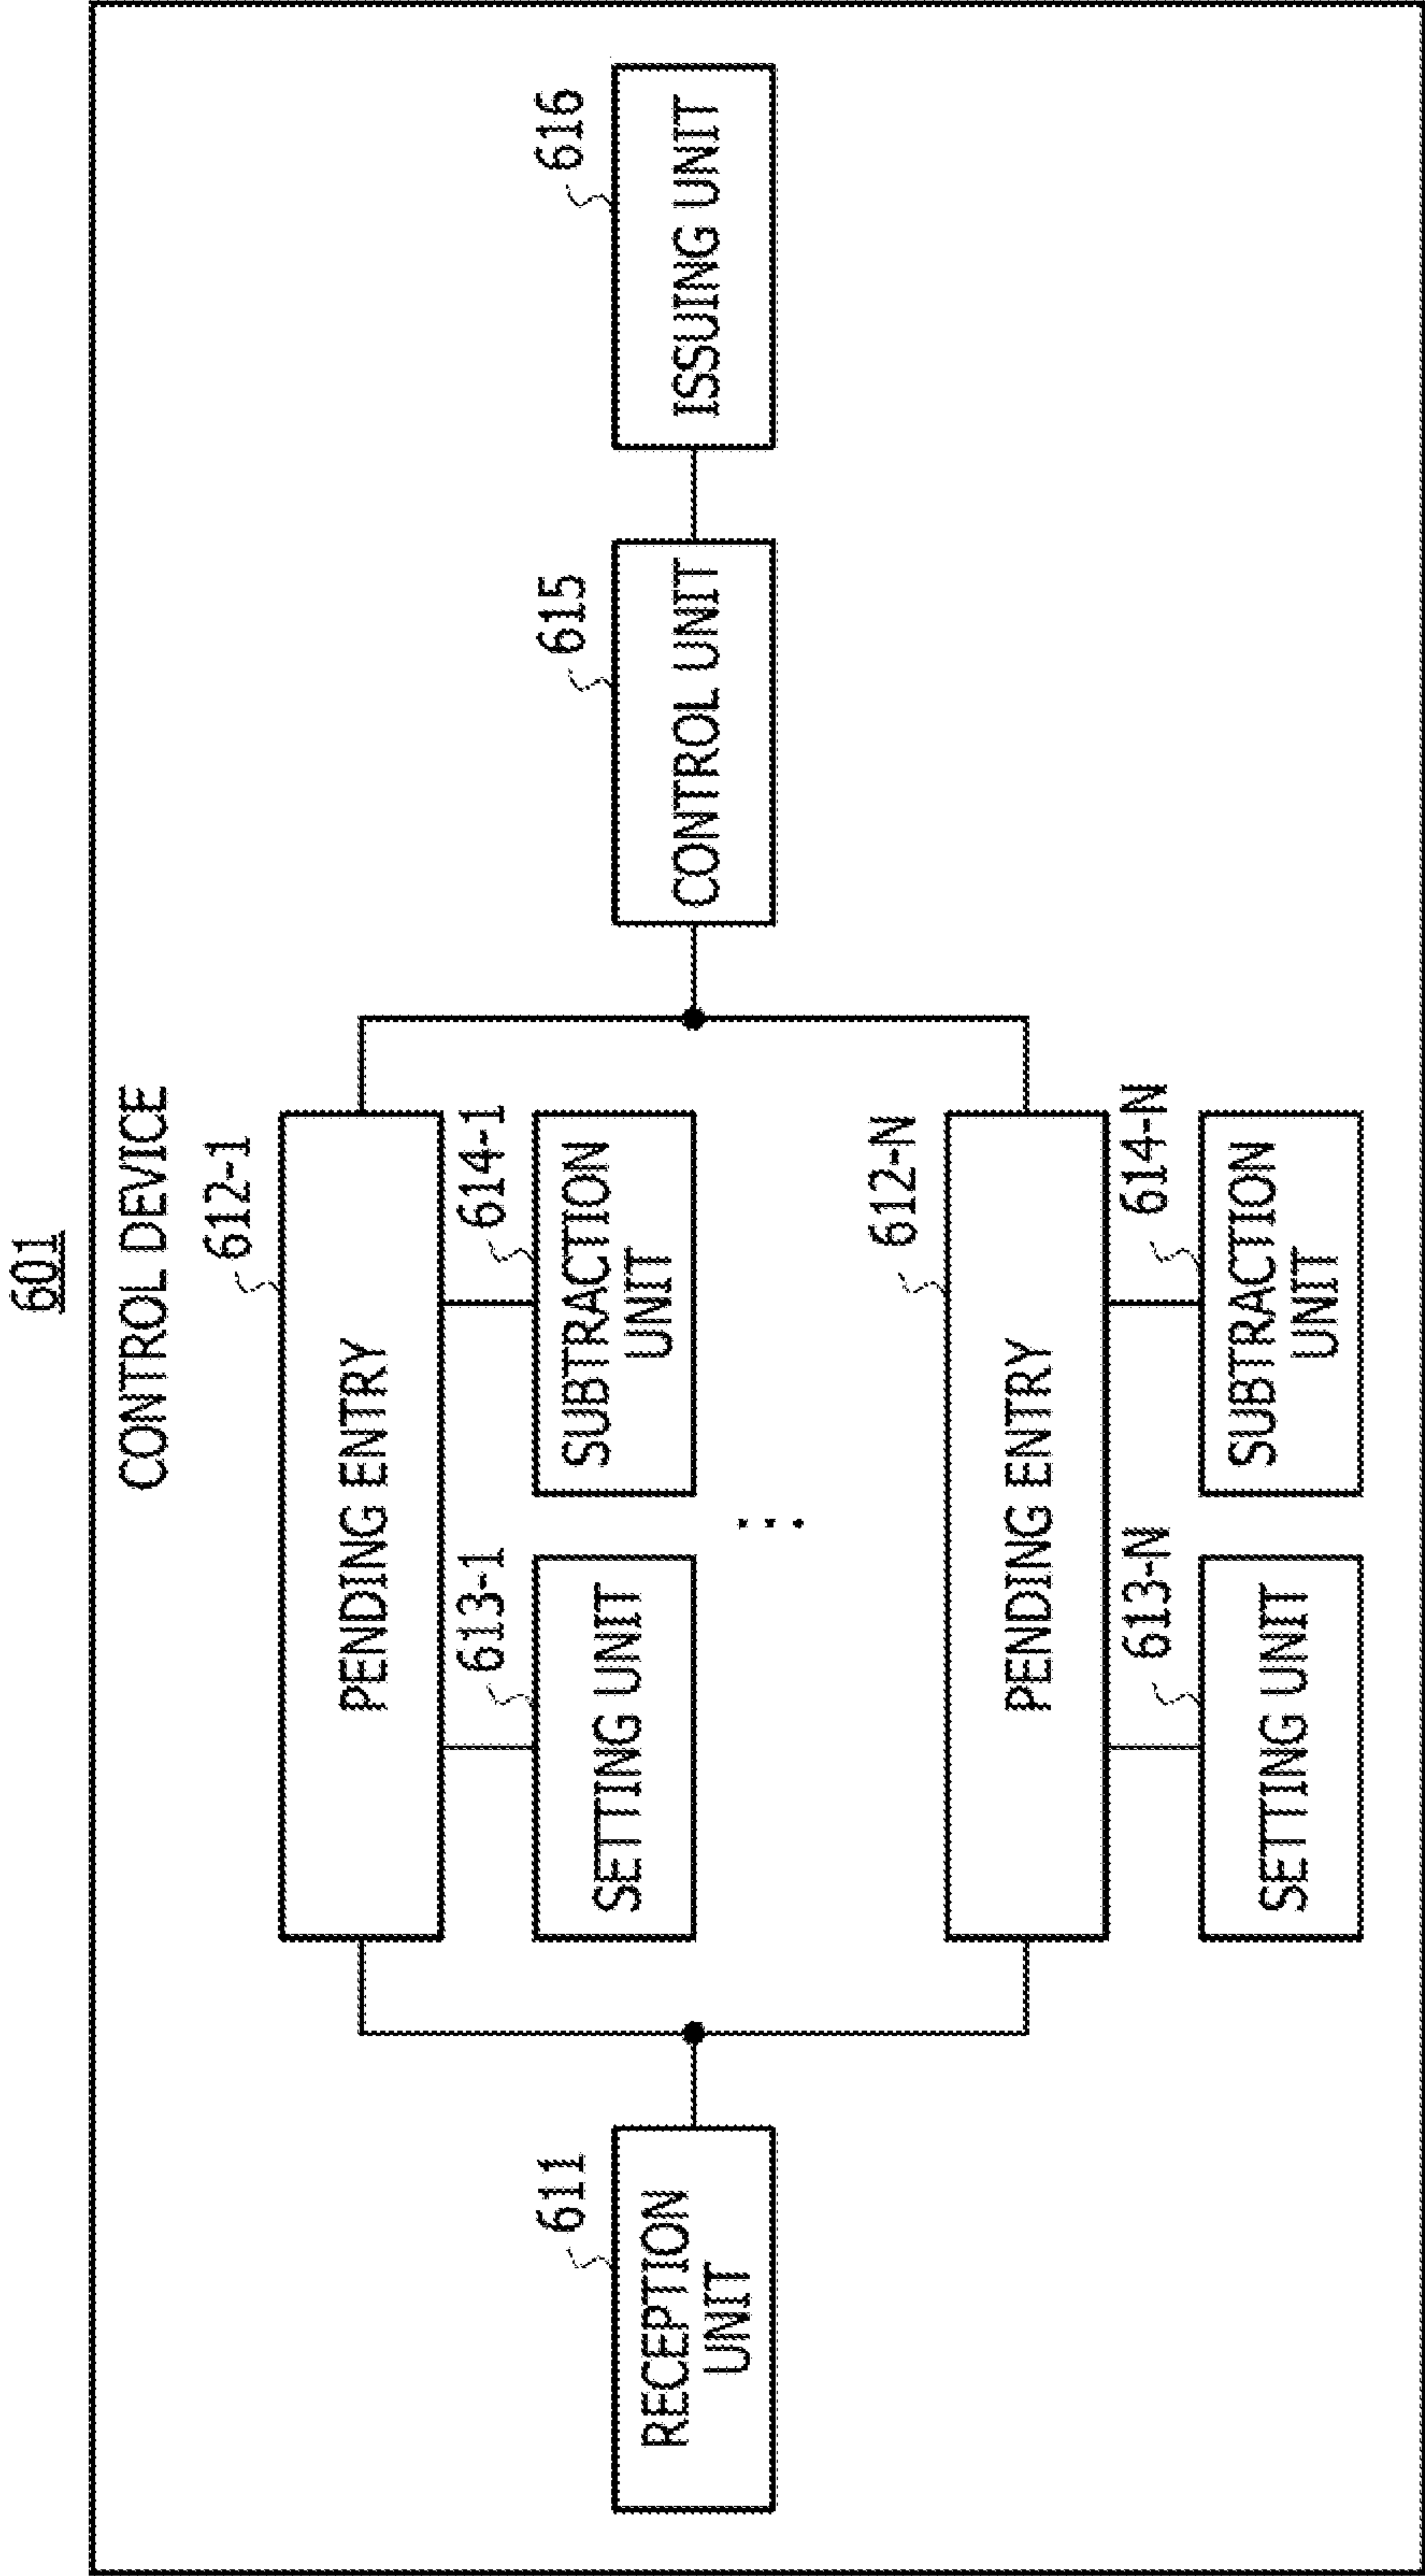 601
CONTROL DEVICE
612-1
PENDING ENTRY
613-1
614-1
SETTING UNIT
SUBTRACTION
UNIT
611
RECEPTION
UNIT
615
CONTROL UNIT
616
ISSUING UNIT
...
612-N
PENDING ENTRY
613-N
614-N
SETTING UNIT
SUBTRACTION
UNIT